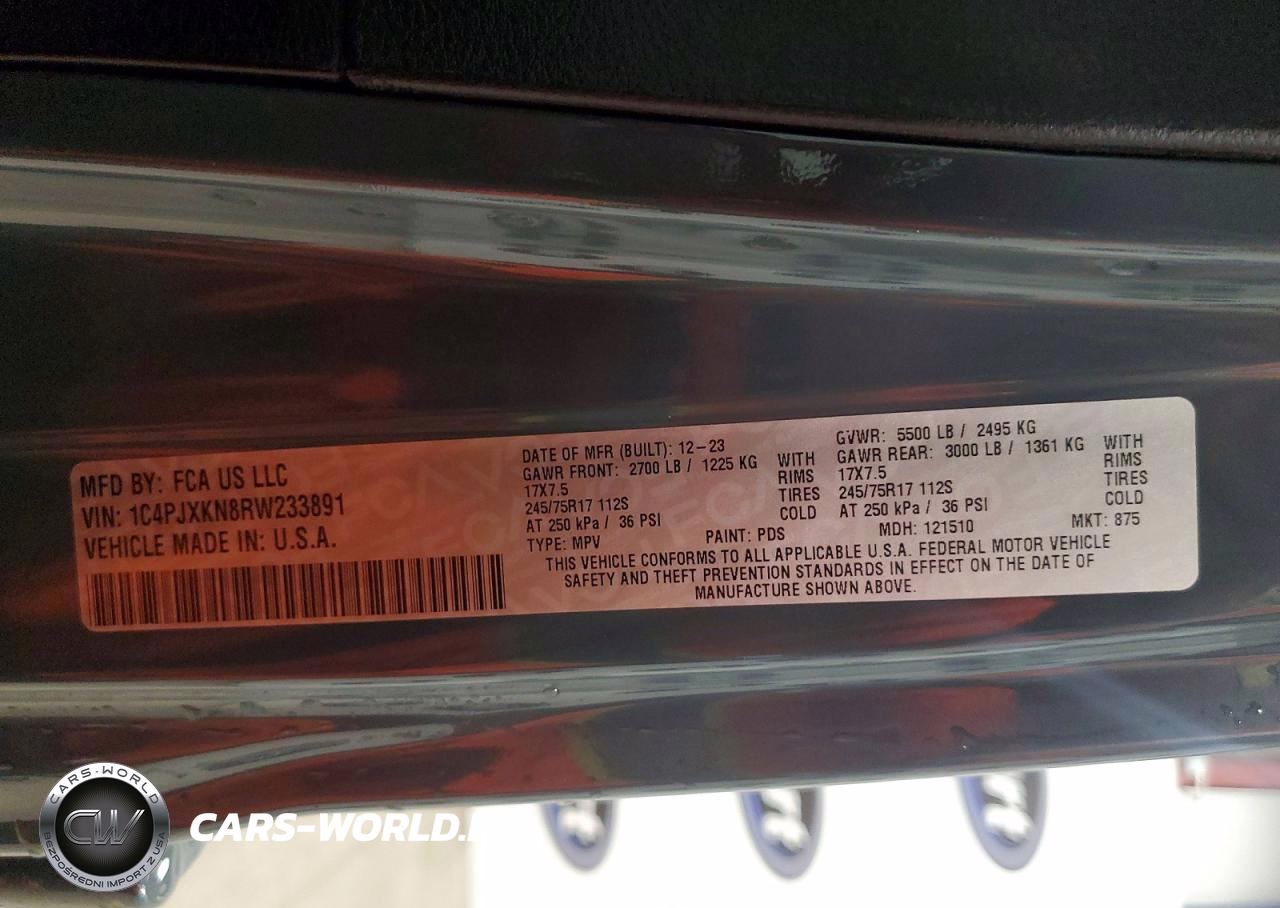 MFD BY: FCA US LLC
VIN: 1C4PJXKN8RW233891
VEHICLE MADE IN: U.S.A.
DATE OF MFR (BUILT): 12-23
GAWR FRONT: 2700 LB / 1225 KG WITH
17X7.5 RIMS
245/75R17 112S TIRES
AT 250 kPa / 36 PSI COLD
GVWR: 5500 LB / 2495 KG
GAWR REAR: 3000 LB / 1361 KG WITH
17X7.5 RIMS
245/75R17 112S TIRES
AT 250 kPa / 36 PSI COLD
TYPE: MPV PAINT: PDS MDH: 121510 MKT: 875
THIS VEHICLE CONFORMS TO ALL APPLICABLE U.S.A. FEDERAL MOTOR VEHICLE
SAFETY AND THEFT PREVENTION STANDARDS IN EFFECT ON THE DATE OF
MANUFACTURE SHOWN ABOVE.
CARS-WORLD
CW
BEZPOŚREDNI IMPORT Z USA
CARS-WORLD.